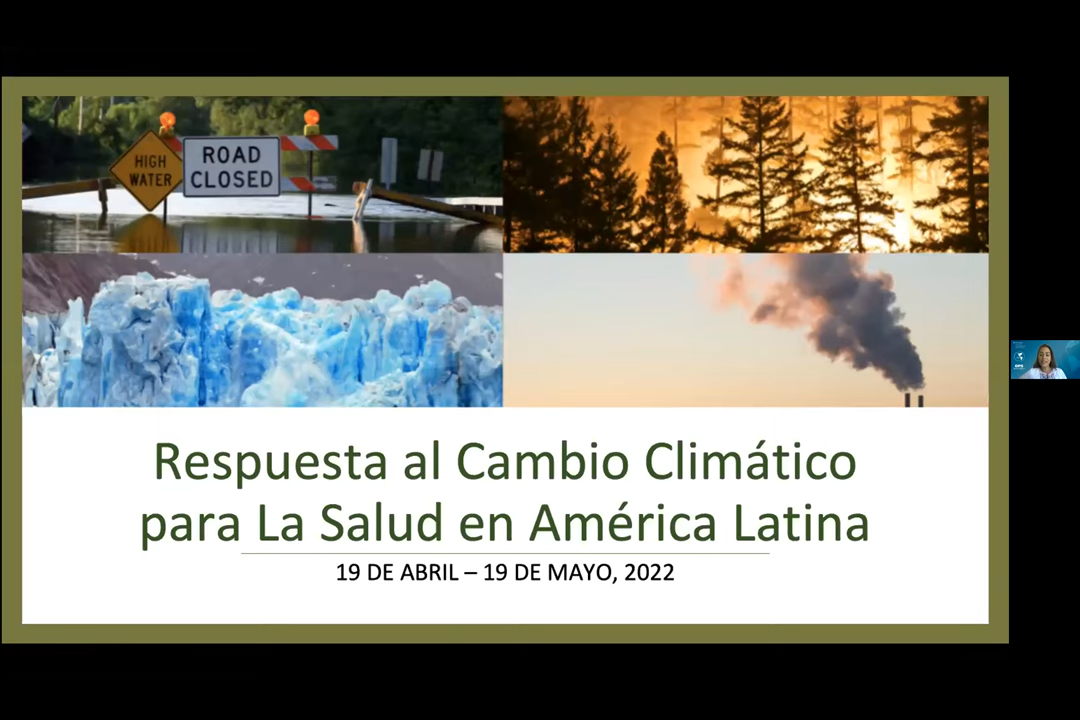 HIGH
WATER
ROAD
CLOSED
Respuesta al Cambio Climático
para La Salud en América Latina
19 DE ABRIL – 19 DE MAYO, 2022
OPS